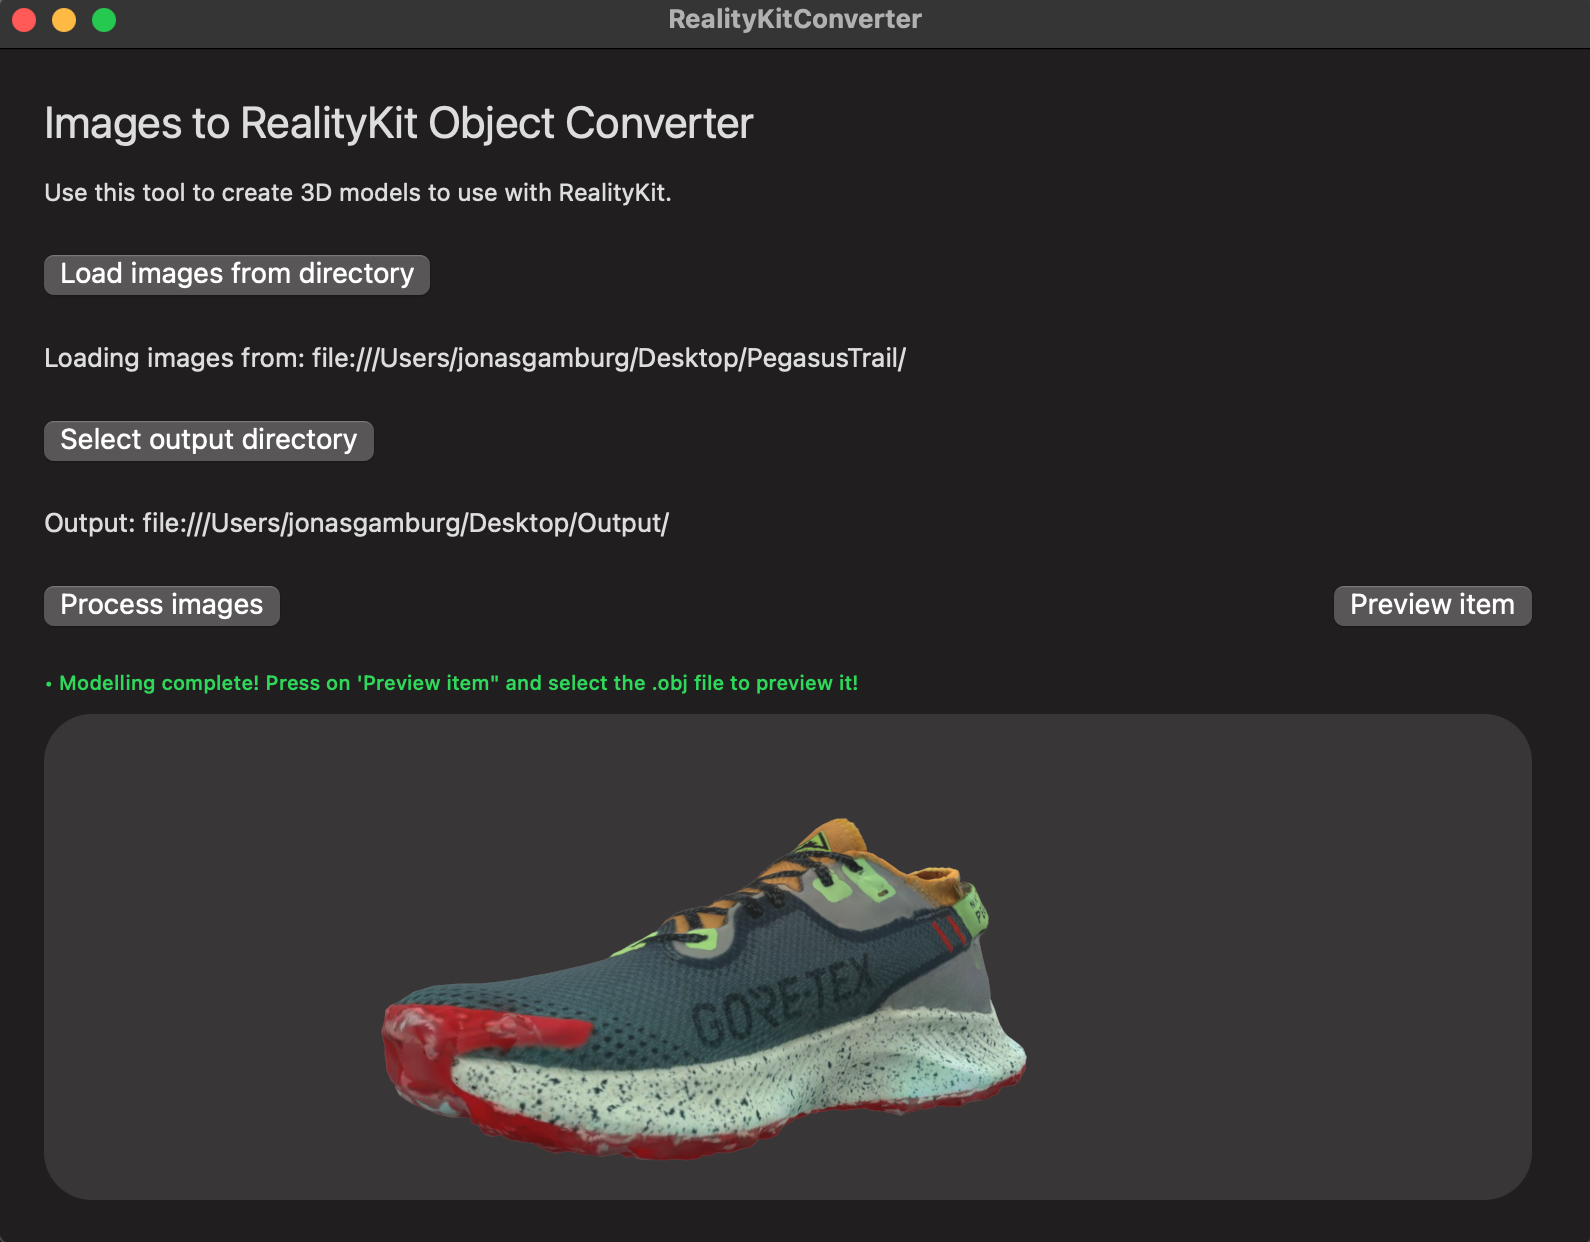 RealityKitConverter
Images to RealityKit Object Converter
Use this tool to create 3D models to use with RealityKit.
Load images from directory
Loading images from: file:///Users/jonasgamburg/Desktop/PegasusTrail/
Select output directory
Output: file:///Users/jonasgamburg/Desktop/Output/
Process images
Preview item
• Modelling complete! Press on 'Preview item" and select the .obj file to preview it!
GORE-TEX